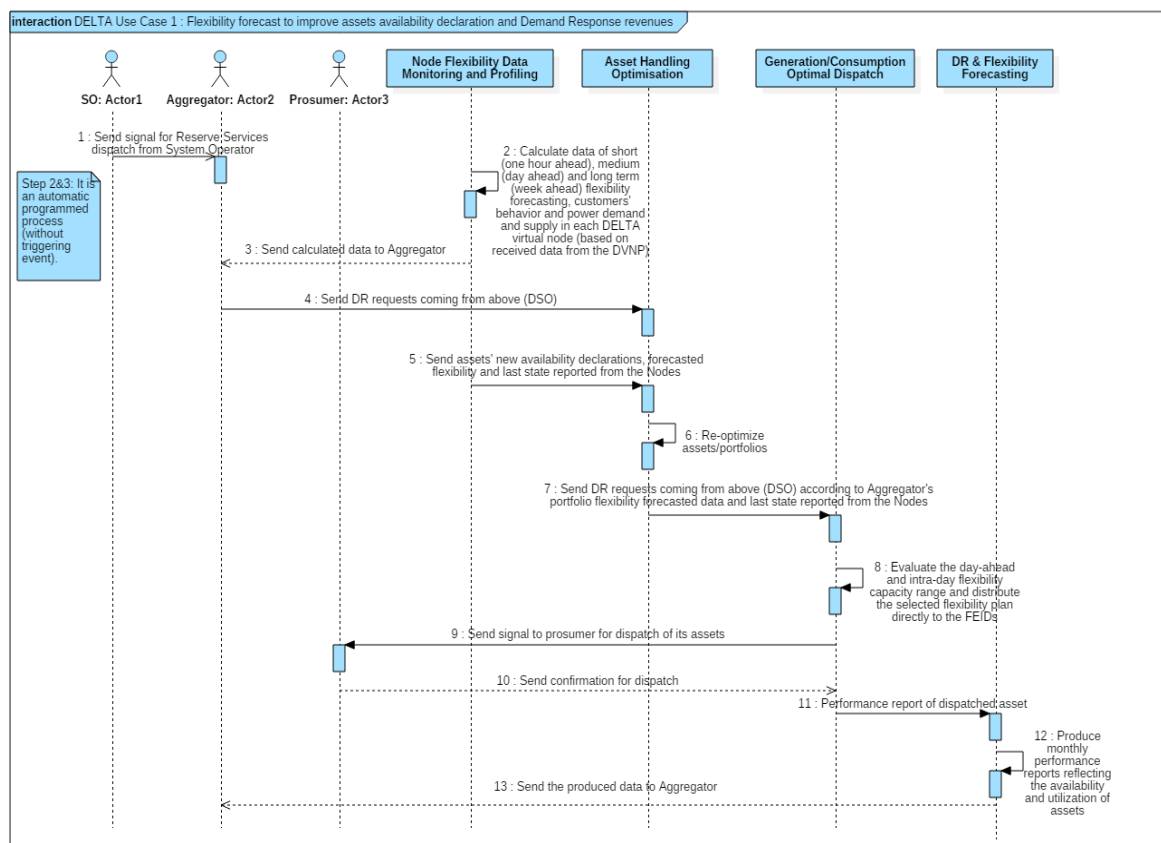 interaction DELTA Use Case 1 : Flexibility forecast to improve assets availability declaration and Demand Response revenues
SO: Actor1
Aggregator: Actor2
Prosumer: Actor3
Node Flexibility Data
Monitoring and Profiling
Asset Handling
Optimisation
Generation/Consumption
Optimal Dispatch
DR & Flexibility
Forecasting
1 : Send signal for Reserve Services
dispatch from System Operator
Step 2&3: It is
an automatic
programmed
process
(without
triggering
event).
2 : Calculate data of short
(one hour ahead), medium
(day ahead) and long term
(week ahead) flexibility
forecasting, customers'
behavior and power demand
and supply in each DELTA
virtual node (based on
received data from the DVNP)
3 : Send calculated data to Aggregator
4 : Send DR requests coming from above (DSO)
5 : Send assets' new availability declarations, forecasted
flexibility and last state reported from the Nodes
6 : Re-optimize
assets/portfolios
7 : Send DR requests coming from above (DSO) according to Aggregator's
portfolio flexibility forecasted data and last state reported from the Nodes
8 : Evaluate the day-ahead
and intra-day flexibility
capacity range and distribute
the selected flexibility plan
directly to the FEIDs
9 : Send signal to prosumer for dispatch of its assets
10 : Send confirmation for dispatch
11 : Performance report of dispatched asset
12 : Produce
monthly
performance
reports reflecting
the availability
and utilization of
assets
13 : Send the produced data to Aggregator